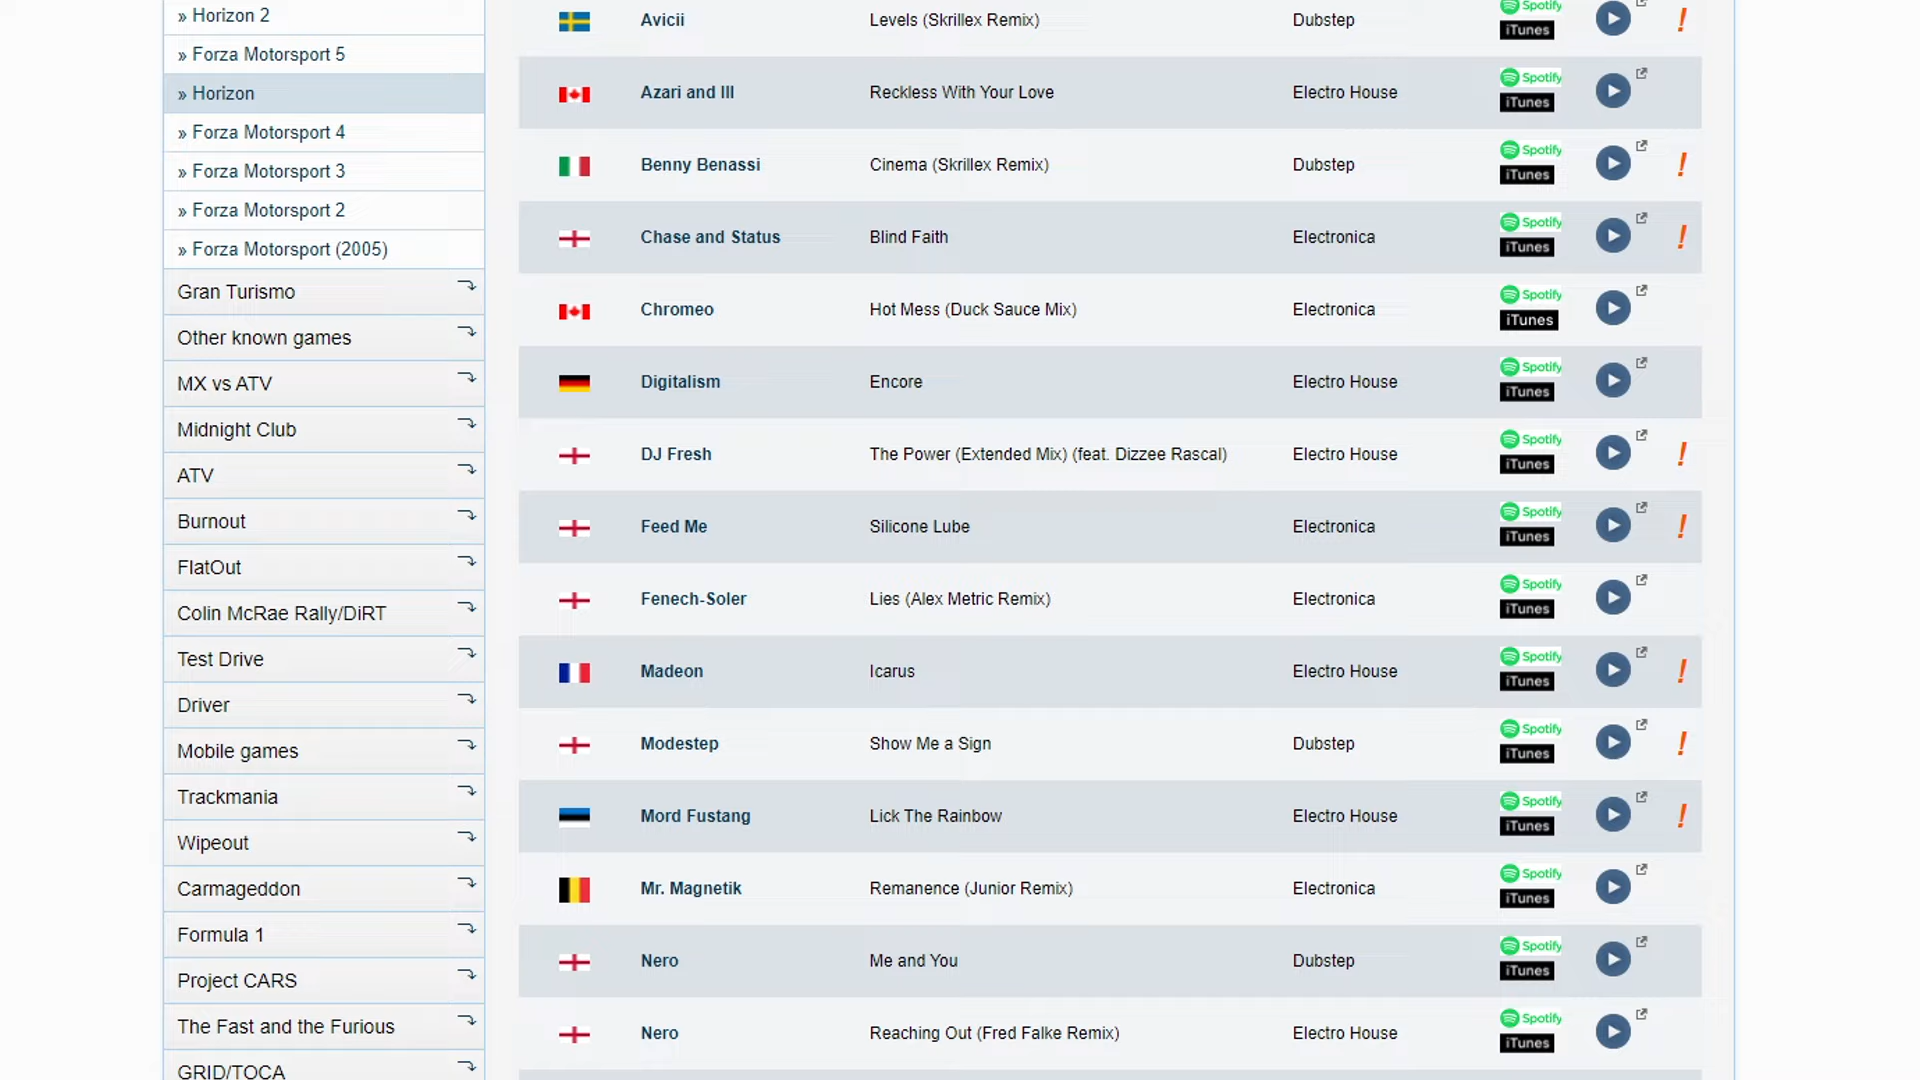 » Horizon 2
» Forza Motorsport 5
» Horizon
» Forza Motorsport 4
» Forza Motorsport 3
» Forza Motorsport 2
» Forza Motorsport (2005)
Gran Turismo
Other known games
MX vs ATV
Midnight Club
ATV
Burnout
FlatOut
Colin McRae Rally/DiRT
Test Drive
Driver
Mobile games
Trackmania
Wipeout
Carmageddon
Formula 1
Project CARS
The Fast and the Furious
GRID/TOCA
Avicii Levels (Skrillex Remix) Dubstep Spotify iTunes !
Azari and III Reckless With Your Love Electro House Spotify iTunes
Benny Benassi Cinema (Skrillex Remix) Dubstep Spotify iTunes !
Chase and Status Blind Faith Electronica Spotify iTunes !
Chromeo Hot Mess (Duck Sauce Mix) Electronica Spotify iTunes
Digitalism Encore Electro House Spotify iTunes
DJ Fresh The Power (Extended Mix) (feat. Dizzee Rascal) Electro House Spotify iTunes !
Feed Me Silicone Lube Electronica Spotify iTunes !
Fenech-Soler Lies (Alex Metric Remix) Electronica Spotify iTunes
Madeon Icarus Electro House Spotify iTunes !
Modestep Show Me a Sign Dubstep Spotify iTunes !
Mord Fustang Lick The Rainbow Electro House Spotify iTunes !
Mr. Magnetik Remanence (Junior Remix) Electronica Spotify iTunes
Nero Me and You Dubstep Spotify iTunes
Nero Reaching Out (Fred Falke Remix) Electro House Spotify iTunes